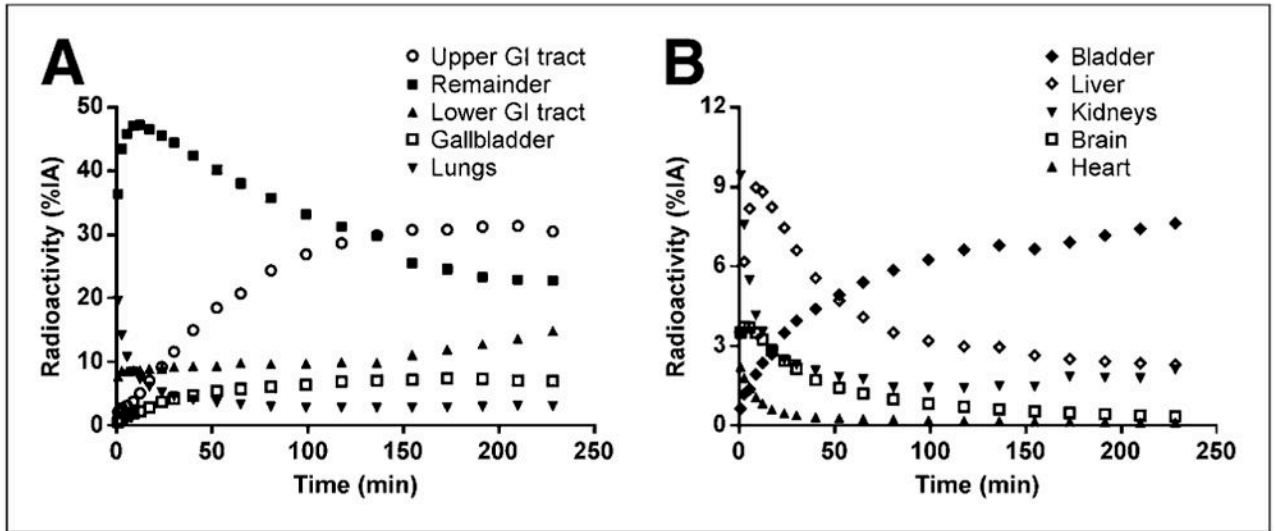 A
Upper GI tract
Remainder
Lower GI tract
Gallbladder
Lungs
50
40
30
20
10
0
Radioactivity (%IA)
0 50 100 150 200 250
Time (min)
B
Bladder
Liver
Kidneys
Brain
Heart
12
9
6
3
0
Radioactivity (%IA)
0 50 100 150 200 250
Time (min)